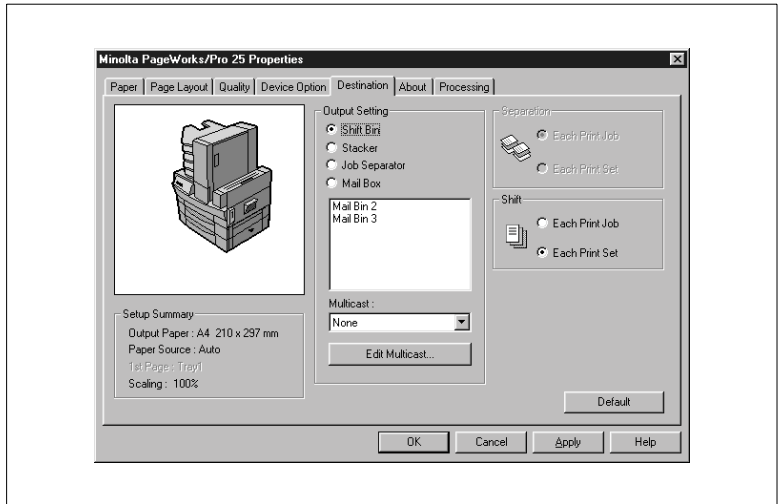 Minolta PageWorks/Pro 25 Properties
Paper
Page Layout
Quality
Device Option
Destination
About
Processing
Output Setting
Shift Bin
Stacker
Job Separator
Mail Box
Mail Bin 2
Mail Bin 3
Multicast :
None
Edit Multicast...
Separation
Each Print Job
Each Print Set
Shift
Each Print Job
Each Print Set
Setup Summary
Output Paper : A4 210 x 297 mm
Paper Source : Auto
1st Page : Tray1
Scaling : 100%
Default
OK
Cancel
Apply
Help